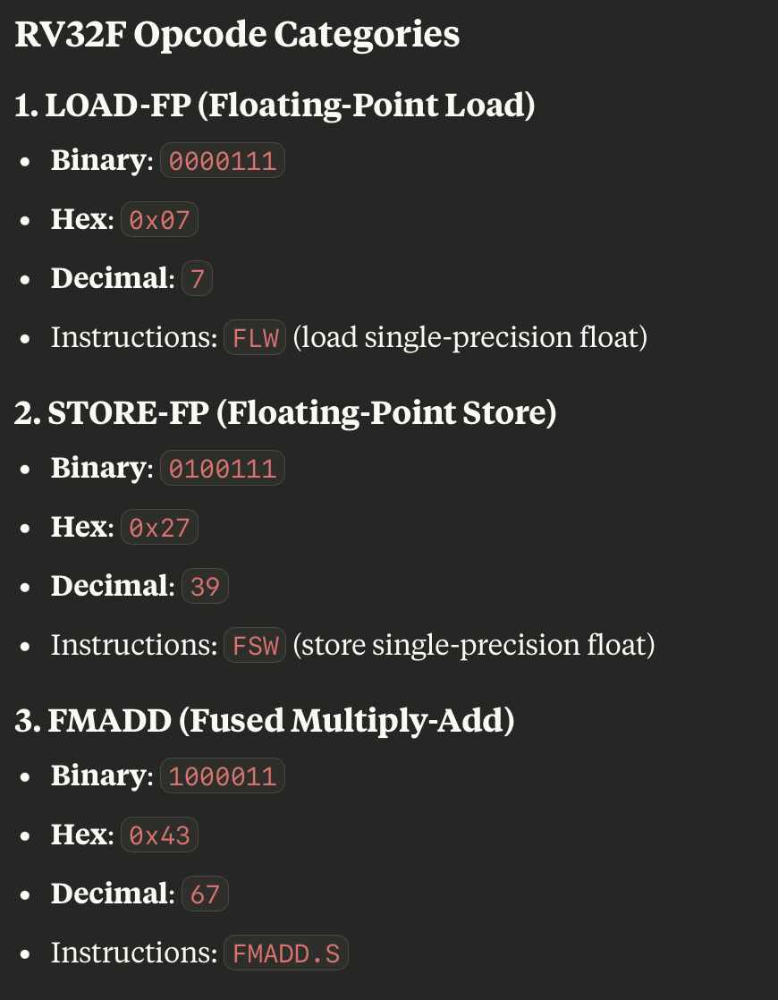 RV32F Opcode Categories
1. LOAD-FP (Floating-Point Load)
• Binary: 0000111
• Hex: 0x07
• Decimal: 7
• Instructions: FLW (load single-precision float)
2. STORE-FP (Floating-Point Store)
• Binary: 0100111
• Hex: 0x27
• Decimal: 39
• Instructions: FSW (store single-precision float)
3. FMADD (Fused Multiply-Add)
• Binary: 1000011
• Hex: 0x43
• Decimal: 67
• Instructions: FMADD.S